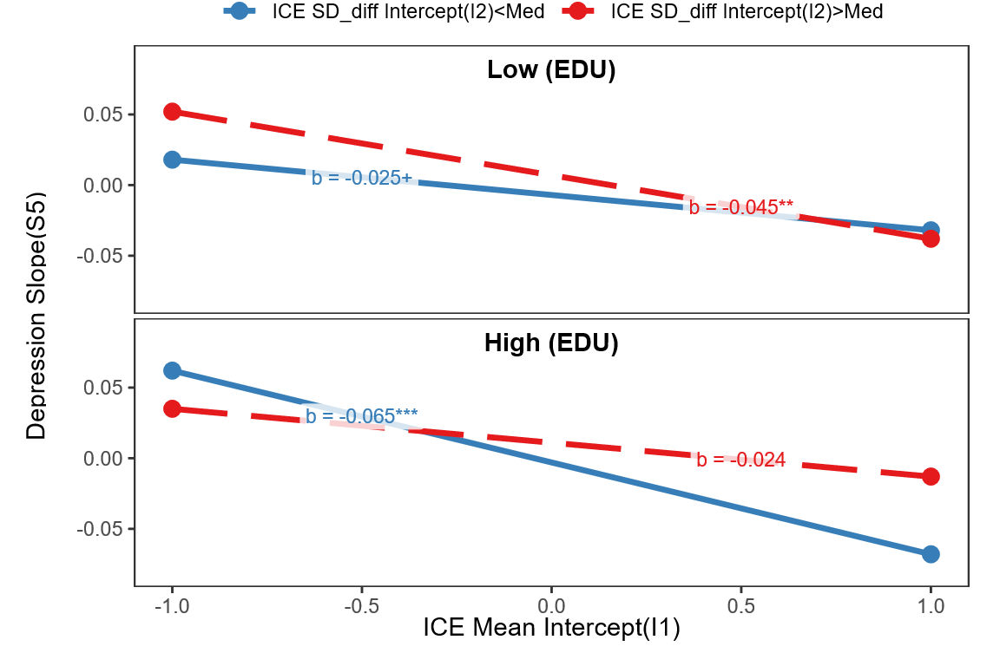 ICE SD_diff Intercept(I2)<Med ICE SD_diff Intercept(I2)>Med
Low (EDU)
0.05
0.00
-0.05
b = -0.025+
b = -0.045**
High (EDU)
0.05
0.00
-0.05
b = -0.065***
b = -0.024
-1.0 -0.5 0.0 0.5 1.0
ICE Mean Intercept(I1)
Depression Slope(S5)